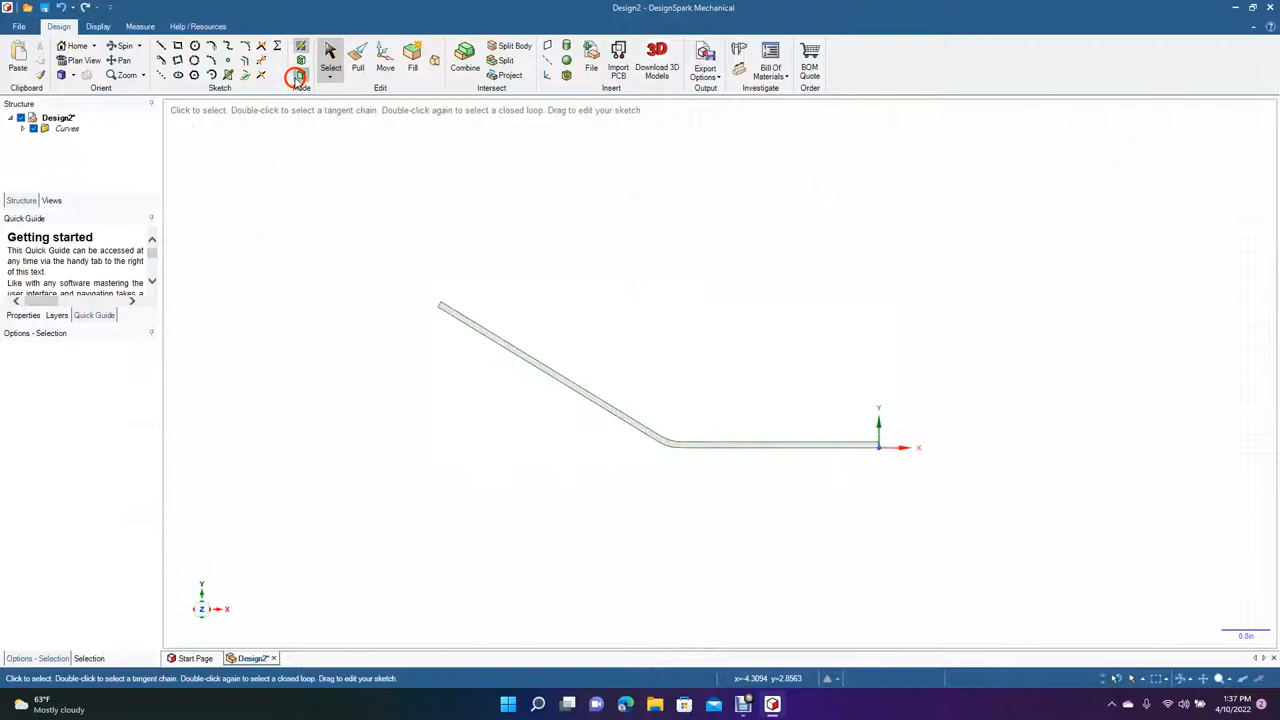 Design2 - DesignSpark Mechanical
File Design Display Measure Help / Resources
Paste
Home Spin
Plan View Pan
Zoom
Select Pull Move Fill
Combine Split Body
Split
Project
File Import PCB Download 3D Models
3D
Export Options
Bill Of Materials
BOM Quote
Clipboard Orient Sketch Mode Edit Intersect Insert Output Investigate Order
Structure
Design2*
Curves
Structure Views
Quick Guide
Getting started
This Quick Guide can be accessed at
any time via the handy tab to the right
of this text.
Like with any software mastering the
user interface and navigation takes a
Properties Layers Quick Guide
Options - Selection
Click to select. Double-click to select a tangent chain. Double-click again to select a closed loop. Drag to edit your sketch
Y
X
Y
Z X
0.8in
Options - Selection Selection
Start Page Design2*
Click to select. Double-click to select a tangent chain. Double-click again to select a closed loop. Drag to edit your sketch.
x=-4.3094 y=2.8563
63°F
Mostly cloudy
1:37 PM
4/10/2022